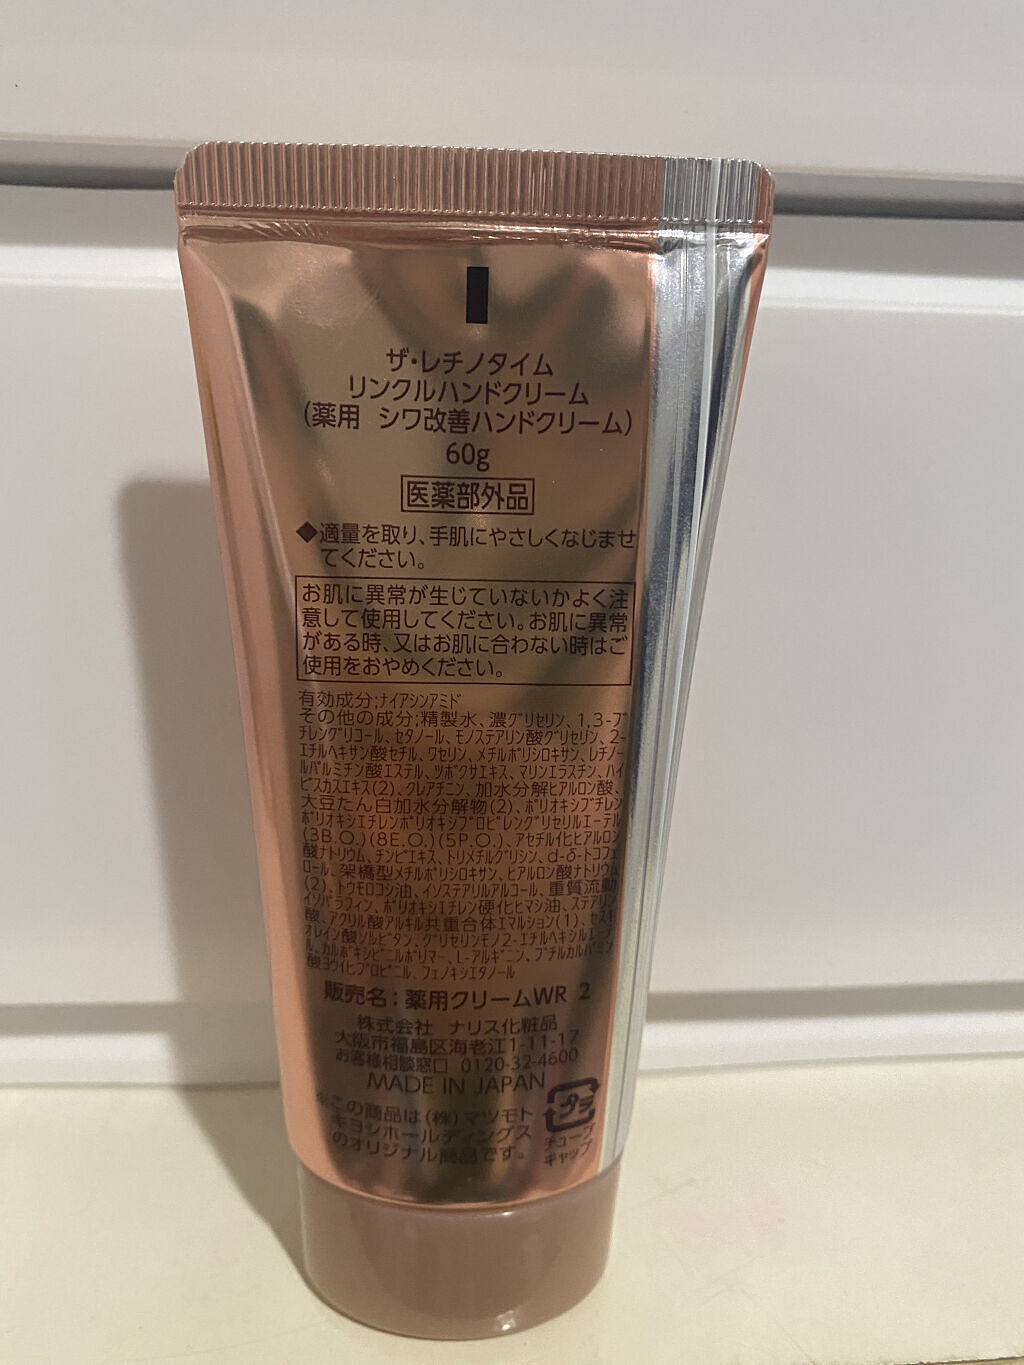 ザ・レチノタイム
リンクルハンドクリーム
(薬用 シワ改善ハンドクリーム)
60g
医薬部外品
◆適量を取り、手肌にやさしくなじませ
てください。
お肌に異常が生じていないかよく注
意して使用してください。お肌に異常
がある時、又はお肌に合わない時はご
使用をおやめください。
有効成分;ﾅｲｱｼﾝｱﾐﾄﾞ
その他の成分;精製水、濃ｸﾞﾘｾﾘﾝ、1,3-ﾌﾞ
ﾁﾚﾝｸﾞﾘｺｰﾙ、ｾﾀﾉｰﾙ、ﾓﾉｽﾃｱﾘﾝ酸ｸﾞﾘｾﾘﾝ、2-
ｴﾁﾙﾍｷｻﾝ酸ｾﾁﾙ、ﾜｾﾘﾝ、ﾒﾁﾙﾎﾟﾘｼﾛｷｻﾝ、ﾚﾁﾉｰ
ﾙﾊﾟﾙﾐﾁﾝ酸ｴｽﾃﾙ、ﾂﾎﾞｸｻｴｷｽ、ﾏﾘﾝｴﾗｽﾁﾝ、ﾊｲ
ﾋﾞｽｶｽｴｷｽ(2)、ｸﾚｱﾁﾆﾝ、加水分解ﾋｱﾙﾛﾝ酸、
大豆たん白加水分解物(2)、ﾎﾟﾘｵｷｼﾌﾞﾁﾚﾝ
ﾎﾟﾘｵｷｼｴﾁﾚﾝﾎﾟﾘｵｷｼﾌﾟﾛﾋﾟﾚﾝｸﾞﾘｾﾘﾙｴｰﾃﾙ
(3B.O.)(8E.O.)(5P.O.)、ｱｾﾁﾙ化ﾋｱﾙﾛﾝ
酸ﾅﾄﾘｳﾑ、ﾁﾝﾋﾟｴｷｽ、ﾄﾘﾒﾁﾙｸﾞﾘｼﾝ、d-δ-ﾄｺﾌｪ
ﾛｰﾙ、架橋型ﾒﾁﾙﾎﾟﾘｼﾛｷｻﾝ、ﾋｱﾙﾛﾝ酸ﾅﾄﾘｳﾑ
(2)、ﾄｳﾓﾛｺｼ油、ｲｿｽﾃｱﾘﾙｱﾙｺｰﾙ、重質流動
ｲｿﾊﾟﾗﾌｨﾝ、ﾎﾟﾘｵｷｼｴﾁﾚﾝ硬化ﾋﾏｼ油、ｽﾃｱﾘﾝ
酸、ｱｸﾘﾙ酸ｱﾙｷﾙ共重合体ｴﾏﾙｼｮﾝ(1)、ｾｽｷ
ｵﾚｲﾝ酸ｿﾙﾋﾞﾀﾝ、ｸﾞﾘｾﾘﾝﾓﾉ2-ｴﾁﾙﾍｷｼﾙｴｰﾃ
ﾙ、ｶﾙﾎﾞｷｼﾋﾞﾆﾙﾎﾟﾘﾏｰ、L-ｱﾙｷﾞﾆﾝ、ﾌﾞﾁﾙｶﾙﾊﾞﾐﾝ
酸ﾖｳ化ﾌﾟﾛﾋﾟﾆﾙ、ﾌｪﾉｷｼｴﾀﾉｰﾙ
販売名：薬用クリームWR 2
株式会社 ナリス化粧品
大阪市福島区海老江1-11-17
お客様相談窓口 0120-32-4600
MADE IN JAPAN
※この商品は(株)マツモト
キヨシホールディングス
のオリジナル商品です。
プラ
チューブ
キャップ